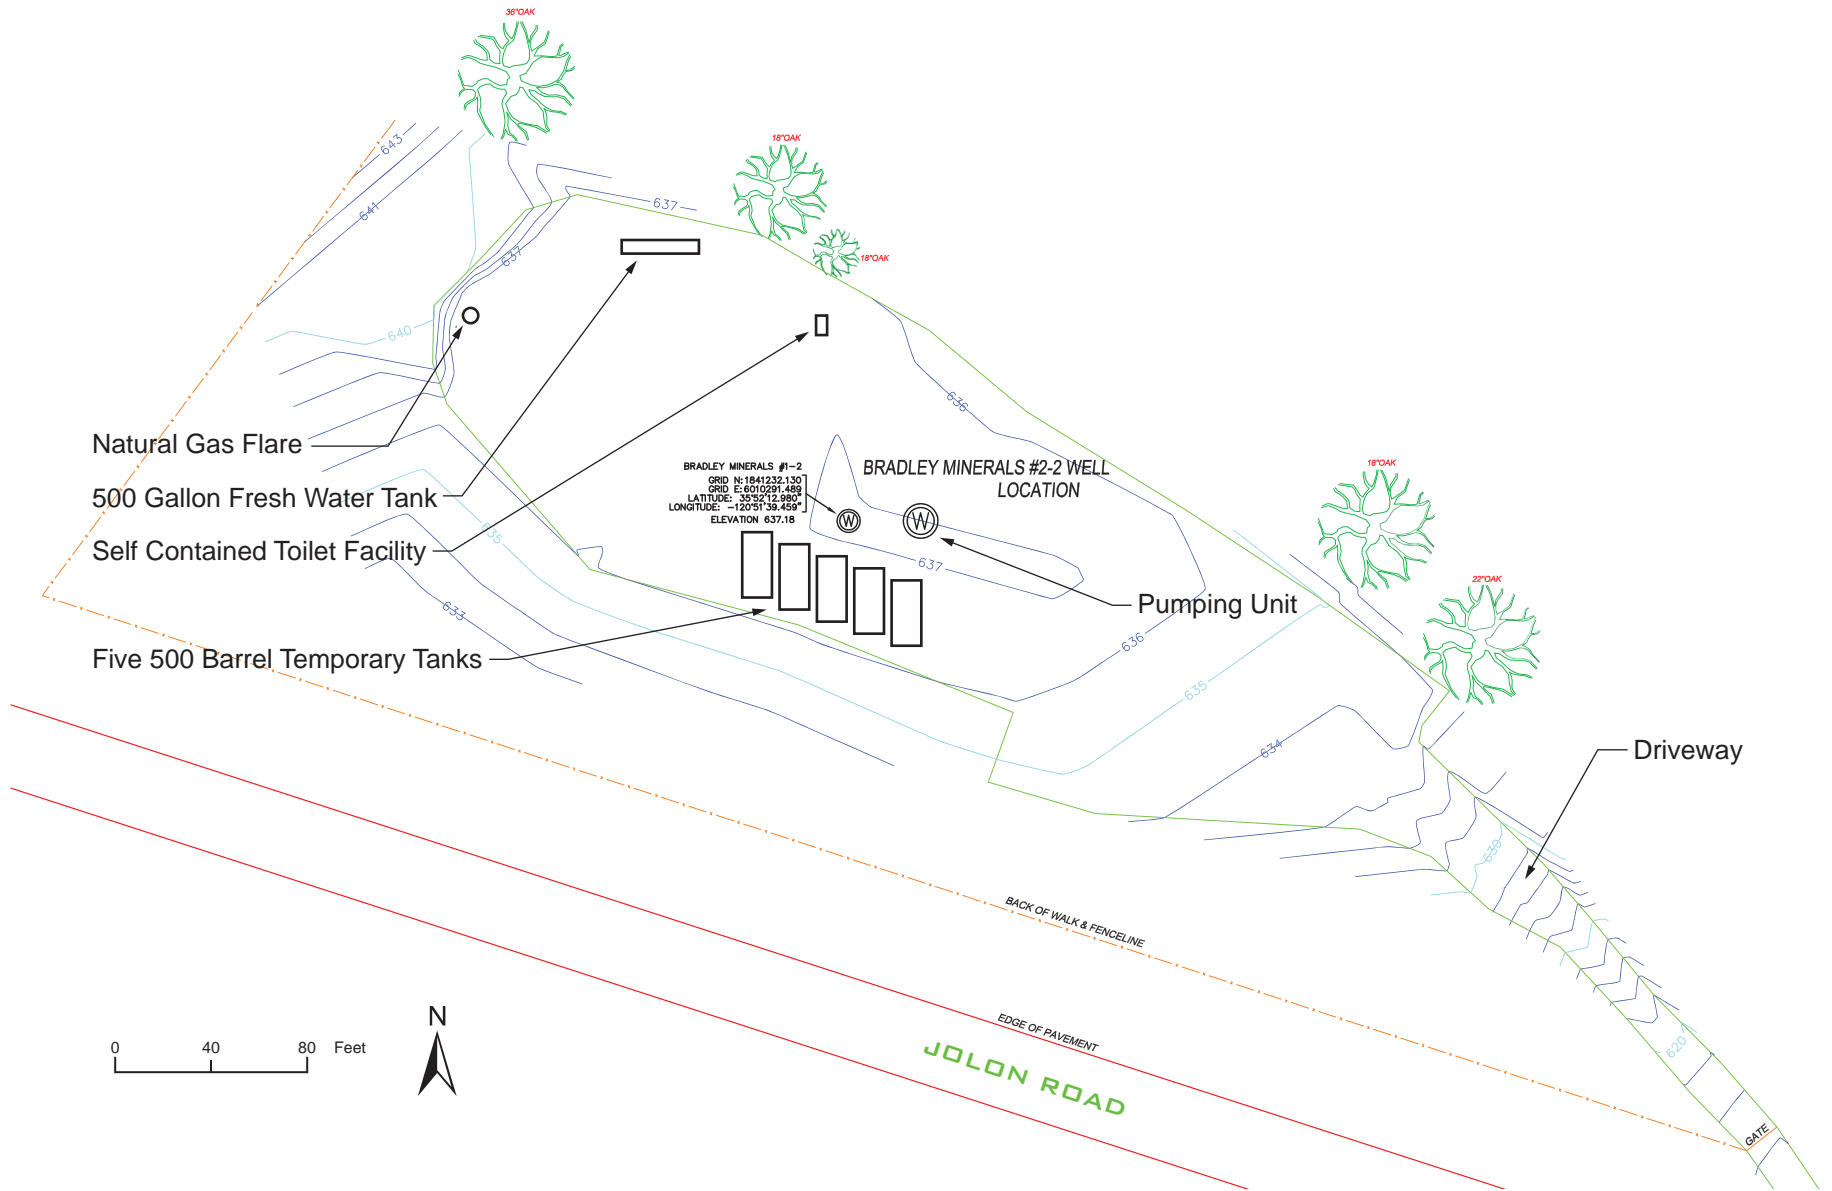 36"OAK
18"OAK
18"OAK
643
641
637
637
640
636
Natural Gas Flare
500 Gallon Fresh Water Tank
Self Contained Toilet Facility
Five 500 Barrel Temporary Tanks
BRADLEY MINERALS #1-2
GRID N:1841232.130
GRID E:6010291.489
LATITUDE: 35°52'12.980"
LONGITUDE: -120°51'39.459"
ELEVATION 637.18
BRADLEY MINERALS #2-2 WELL
LOCATION
W
W
18"OAK
635
637
633
22"OAK
Pumping Unit
636
635
634
Driveway
630
BACK OF WALK & FENCELINE
EDGE OF PAVEMENT
JOLON ROAD
620
GATE
N
0 40 80 Feet